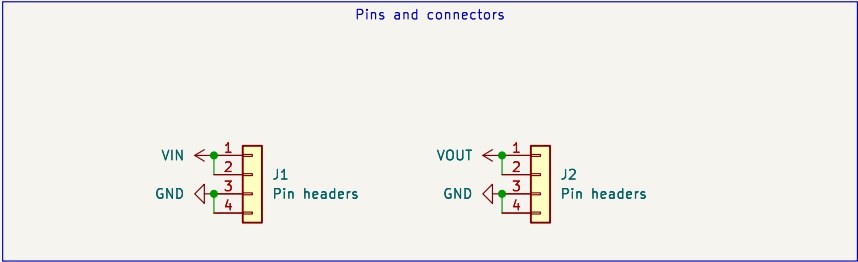 Pins and connectors
VIN 1
2
GND 3
4
J1
Pin headers
VOUT 1
2
GND 3
4
J2
Pin headers